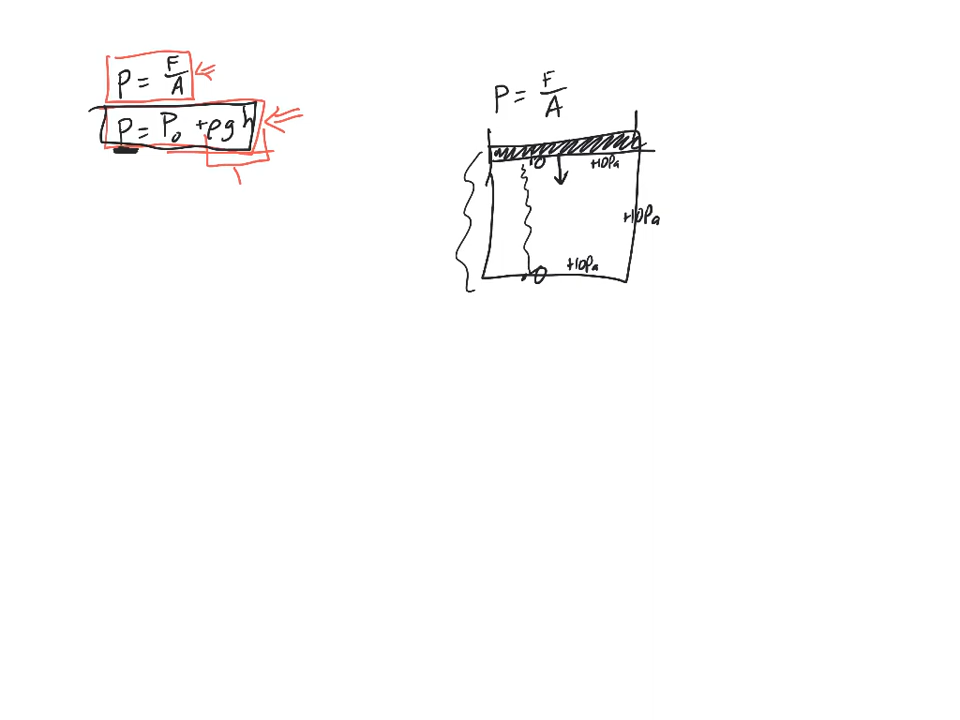 P = F/A
P = P₀ + ρgh
P = F/A
+10Pa
+10Pa
+10Pa